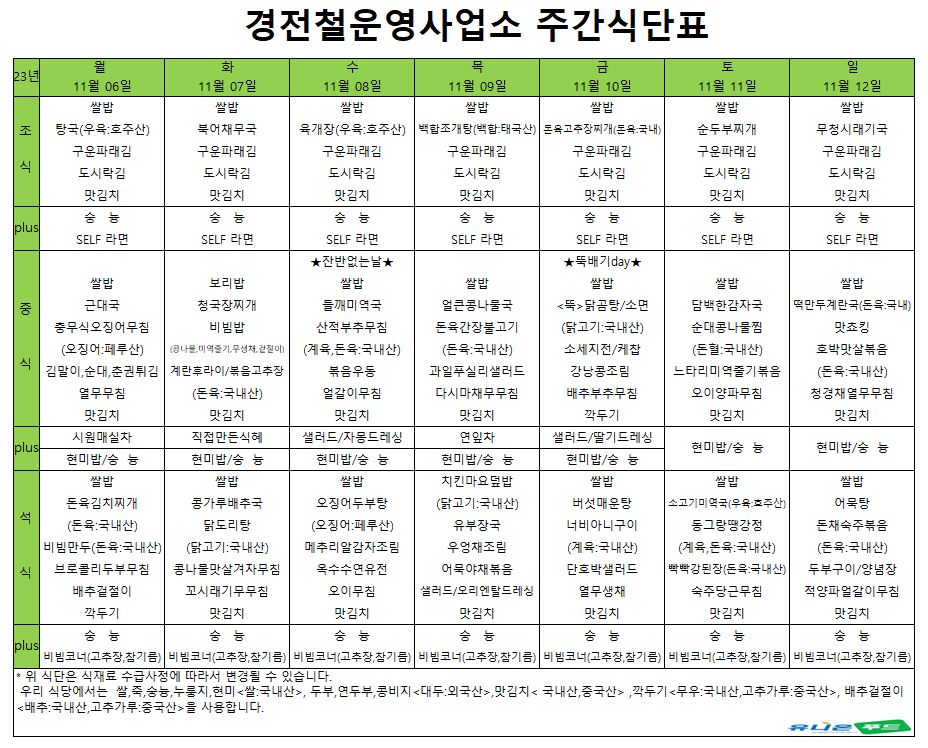 경전철운영사업소 주간식단표
23년 월 화 수 목 금 토 일
11월 06일 11월 07일 11월 08일 11월 09일 11월 10일 11월 11일 11월 12일
조식
쌀밥 쌀밥 쌀밥 쌀밥 쌀밥 쌀밥 쌀밥
탕국(우육:호주산) 북어채무국 육개장(우육:호주산) 백합조개탕(백합:태국산) 돈육고추장찌개(돈육:국내) 순두부찌개 무청시래기국
구운파래김 구운파래김 구운파래김 구운파래김 구운파래김 구운파래김 구운파래김
도시락김 도시락김 도시락김 도시락김 도시락김 도시락김 도시락김
맛김치 맛김치 맛김치 맛김치 맛김치 맛김치 맛김치
plus
숭 늉 숭 늉 숭 늉 숭 늉 숭 늉 숭 늉 숭 늉
SELF 라면 SELF 라면 SELF 라면 SELF 라면 SELF 라면 SELF 라면 SELF 라면
중식
★잔반없는날★ ★뚝배기day★
쌀밥 보리밥 쌀밥 쌀밥 쌀밥 쌀밥 쌀밥
근대국 청국장찌개 들깨미역국 얼큰콩나물국 <뚝>닭곰탕/소면 담백한감자국 떡만두계란국(돈육:국내)
충무식오징어무침 비빔밥 산적부추무침 돈육간장불고기 (닭고기:국내산) 순대콩나물찜 맛쵸킹
(오징어:페루산) (콩나물,미역줄기,무생채,겉절이) (계육,돈육:국내산) (돈육:국내산) 소세지전/케찹 (돈혈:국내산) 호박맛살볶음
김말이,순대,춘권튀김 계란후라이/볶음고추장 볶음우동 과일푸실리샐러드 강낭콩조림 느타리미역줄기볶음 (돈육:국내산)
열무무침 (돈육:국내산) 얼갈이무침 다시마채무무침 배추부추무침 오이양파무침 청경채열무무침
맛김치 맛김치 맛김치 맛김치 깍두기 맛김치 맛김치
plus
시원매실차 직접만든식혜 샐러드/자몽드레싱 연잎차 샐러드/딸기드레싱
현미밥/숭 늉 현미밥/숭 늉 현미밥/숭 늉 현미밥/숭 늉 현미밥/숭 늉 현미밥/숭 늉 현미밥/숭 늉
석식
쌀밥 쌀밥 쌀밥 치킨마요덮밥 쌀밥 쌀밥 쌀밥
돈육김치찌개 콩가루배추국 오징어두부탕 (닭고기:국내산) 버섯매운탕 소고기미역국(우육:호주산) 어묵탕
(돈육:국내산) 닭도리탕 (오징어:페루산) 유부장국 너비아니구이 동그랑땡강정 돈채숙주볶음
비빔만두(돈육:국내산) (닭고기:국내산) 메추리알감자조림 우엉채조림 (계육:국내산) (계육,돈육:국내산) (돈육:국내산)
브로콜리두부무침 콩나물맛살겨자무침 옥수수연유전 어묵야채볶음 단호박샐러드 빡빡강된장(돈육:국내산) 두부구이/양념장
배추겉절이 꼬시래기무무침 오이무침 샐러드/오리엔탈드레싱 열무생채 숙주당근무침 적양파얼갈이무침
깍두기 맛김치 맛김치 맛김치 맛김치 맛김치 맛김치
plus
숭 늉 숭 늉 숭 늉 숭 늉 숭 늉 숭 늉 숭 늉
비빔코너(고추장,참기름) 비빔코너(고추장,참기름) 비빔코너(고추장,참기름) 비빔코너(고추장,참기름) 비빔코너(고추장,참기름) 비빔코너(고추장,참기름) 비빔코너(고추장,참기름)
* 위 식단은 식재료 수급사정에 따라서 변경될 수 있습니다.
우리 식당에서는 쌀,죽,숭늉,누룽지,현미<쌀:국내산>, 두부,연두부,콩비지<대두:외국산>,맛김치< 국내산,중국산> ,깍두기<무우:국내산,고추가루:중국산>, 배추겉절이
<배추:국내산,고추가루:중국산>을 사용합니다.
유니온푸드